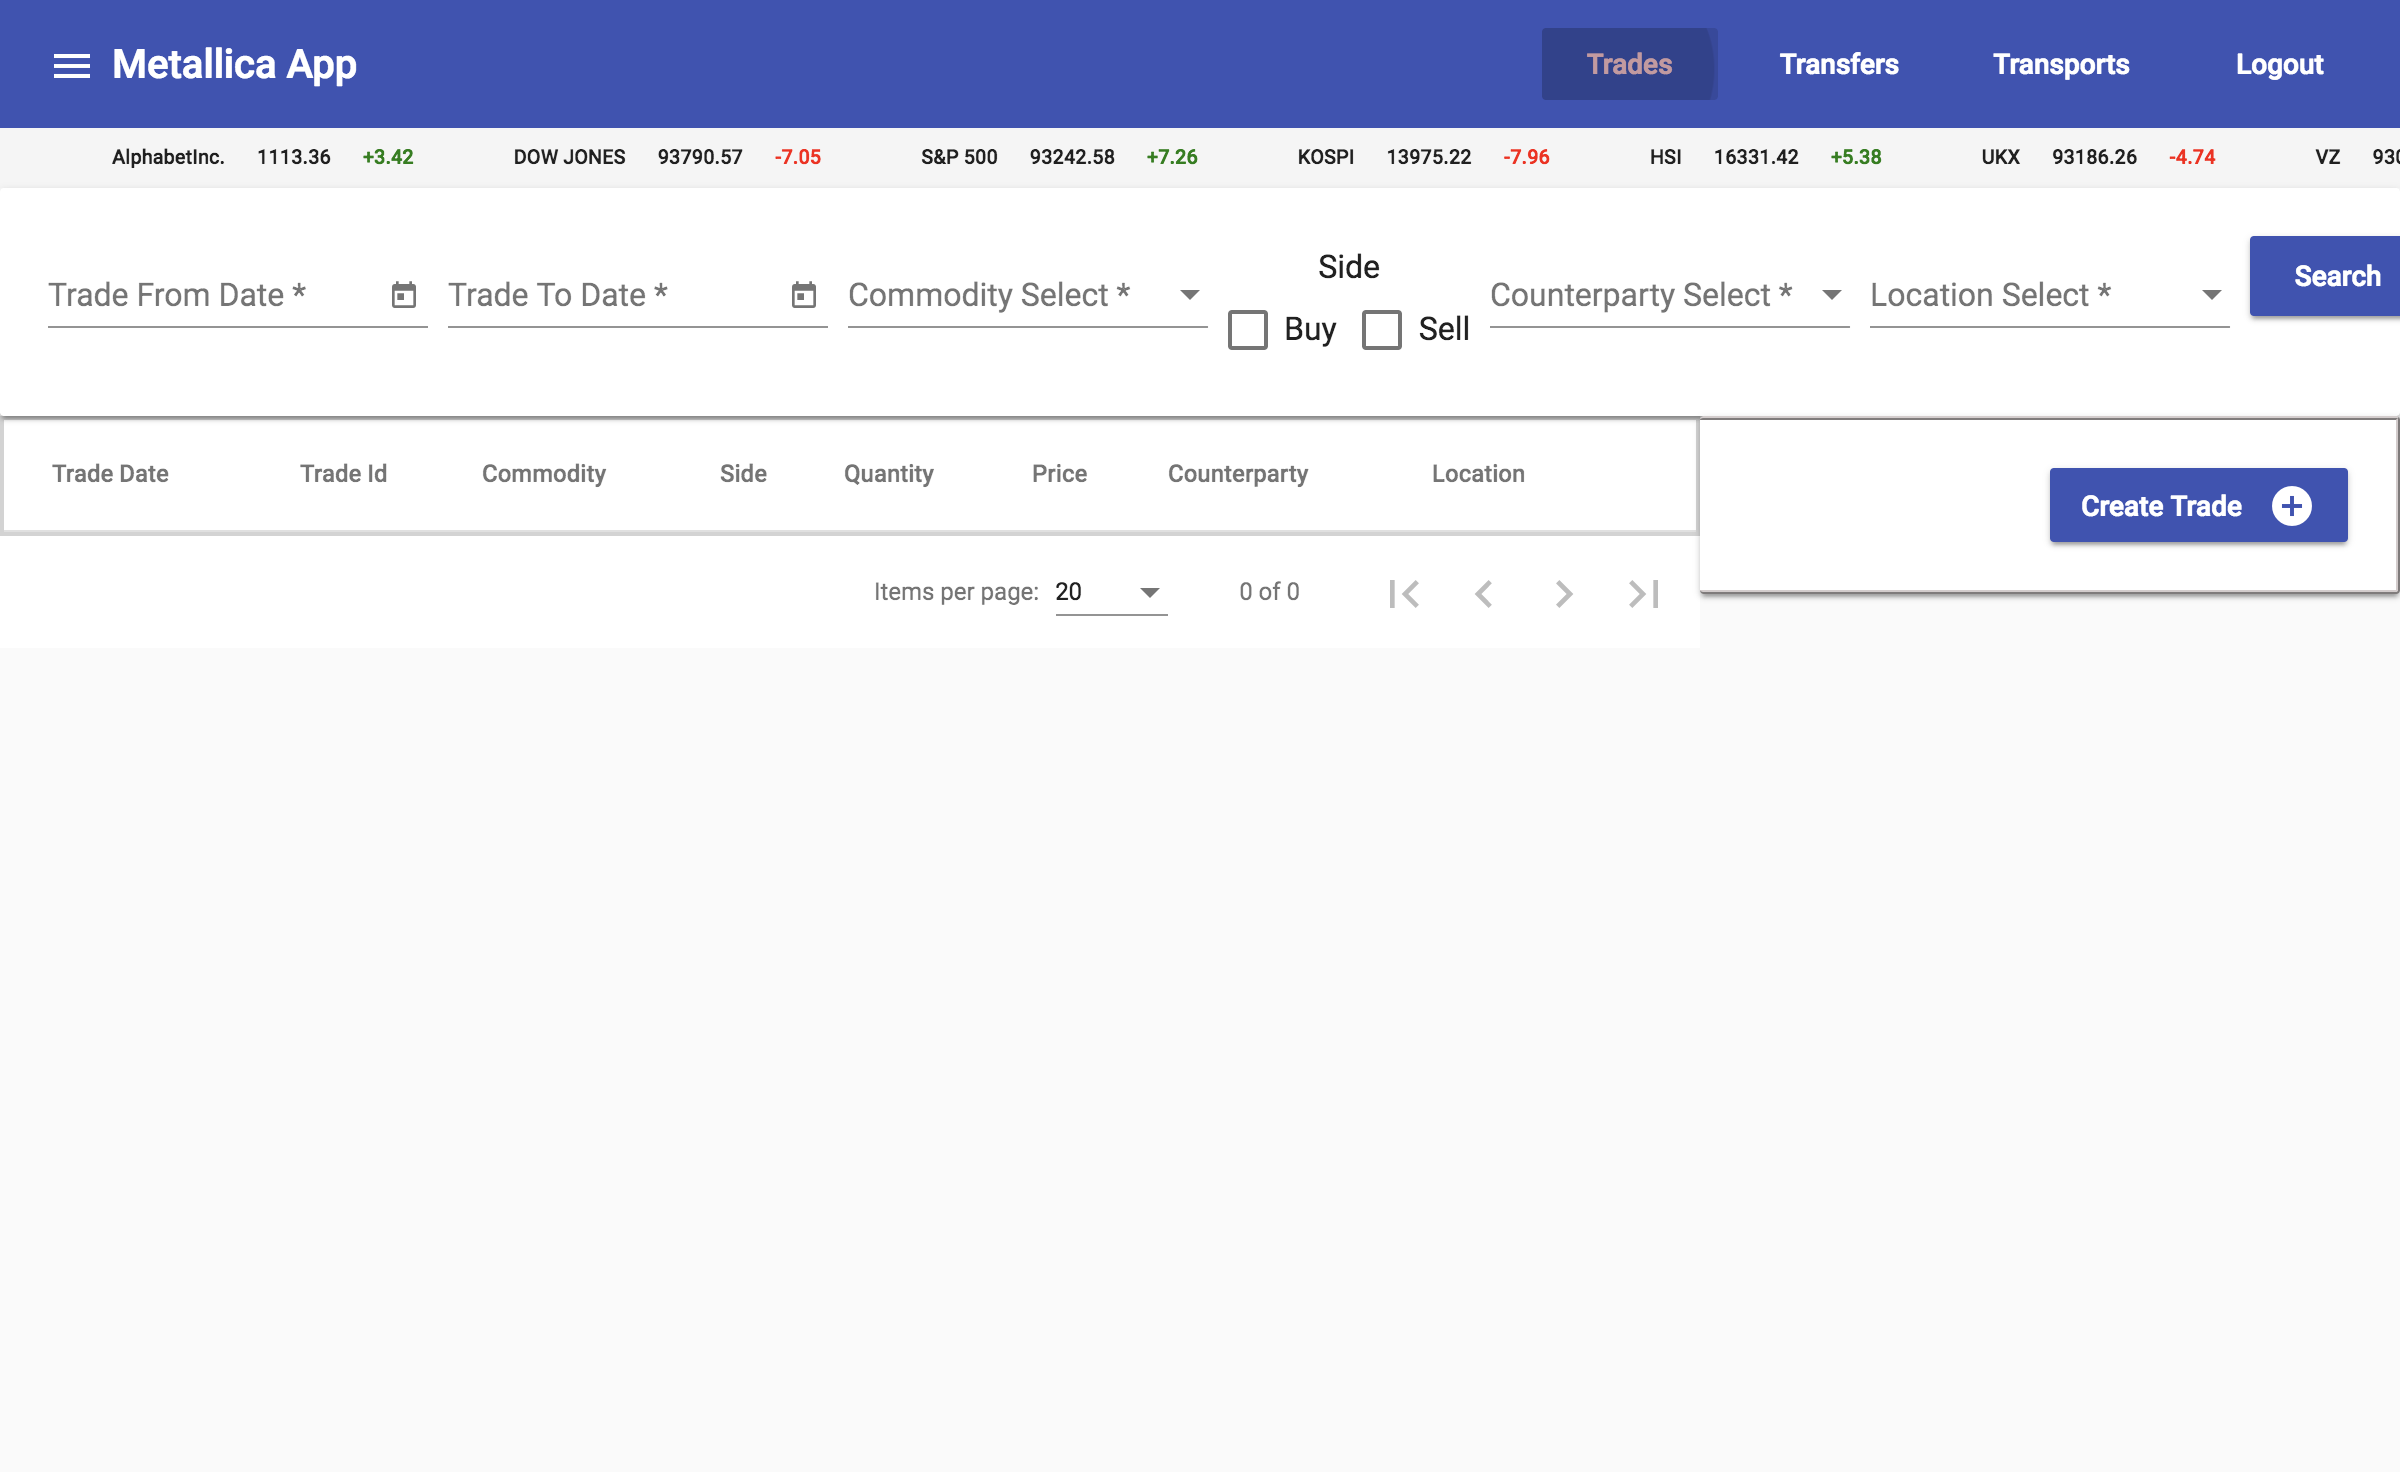 Metallica App Trades Transfers Transports Logout
AlphabetInc. 1113.36 +3.42 DOW JONES 93790.57 -7.05 S&P 500 93242.58 +7.26 KOSPI 13975.22 -7.96 HSI 16331.42 +5.38 UKX 93186.26 -4.74 VZ
Trade From Date * Trade To Date * Commodity Select * Side Counterparty Select * Location Select * Search
Buy Sell
Trade Date Trade Id Commodity Side Quantity Price Counterparty Location
Create Trade
Items per page: 20 0 of 0